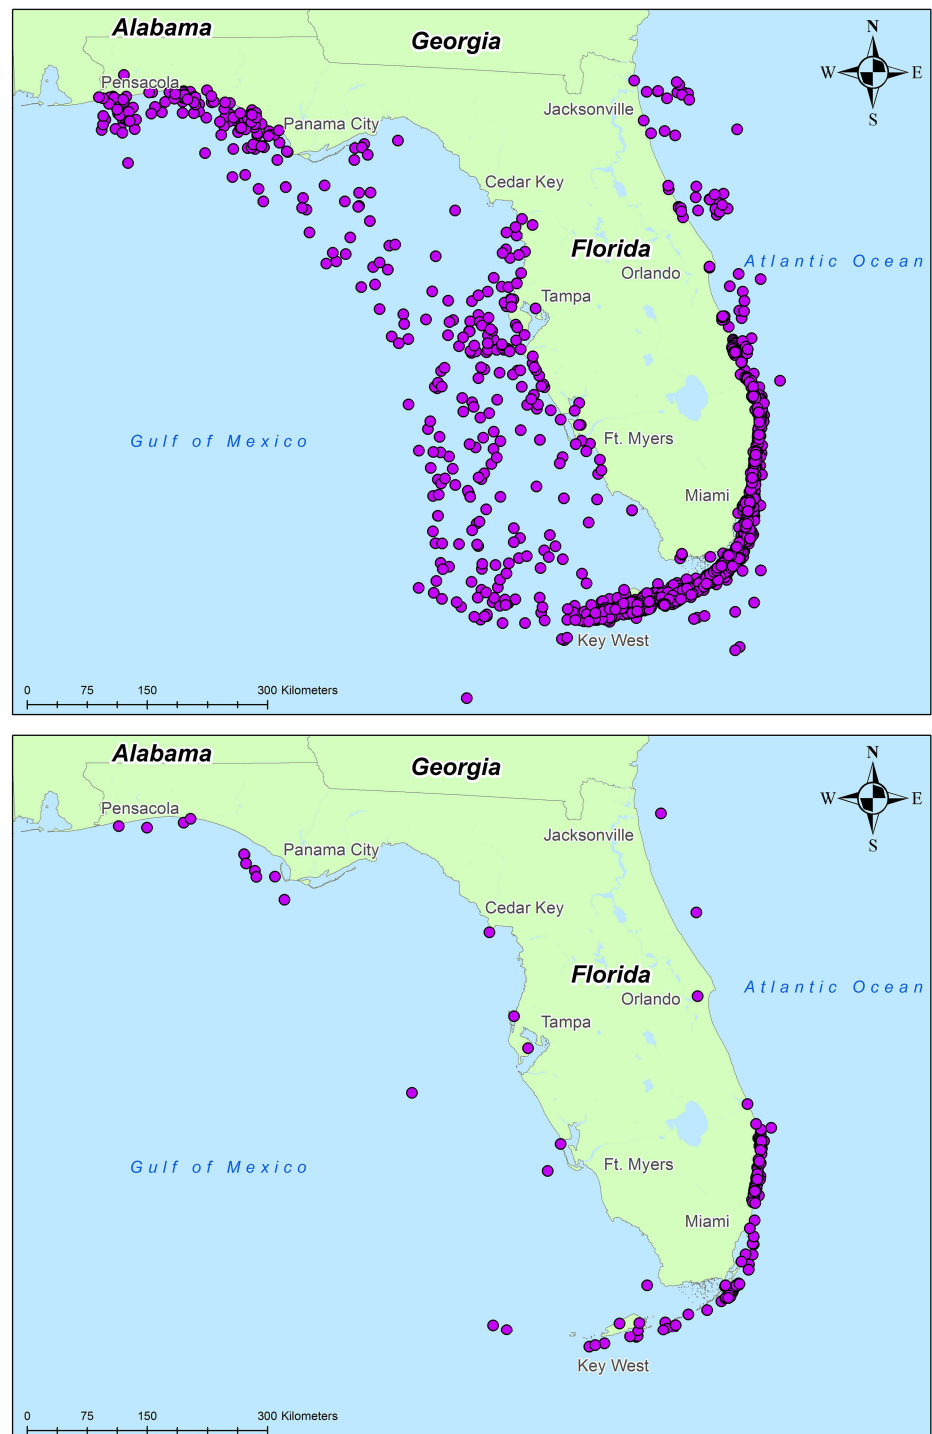 Alabama
Georgia
N
W
E
S
Pensacola
Jacksonville
Panama City
Cedar Key
Florida
Atlantic Ocean
Orlando
Tampa
Gulf of Mexico
Ft. Myers
Miami
Key West
0 75 150 300 Kilometers
Alabama
Georgia
N
W
E
S
Pensacola
Jacksonville
Panama City
Cedar Key
Florida
Atlantic Ocean
Orlando
Tampa
Gulf of Mexico
Ft. Myers
Miami
Key West
0 75 150 300 Kilometers